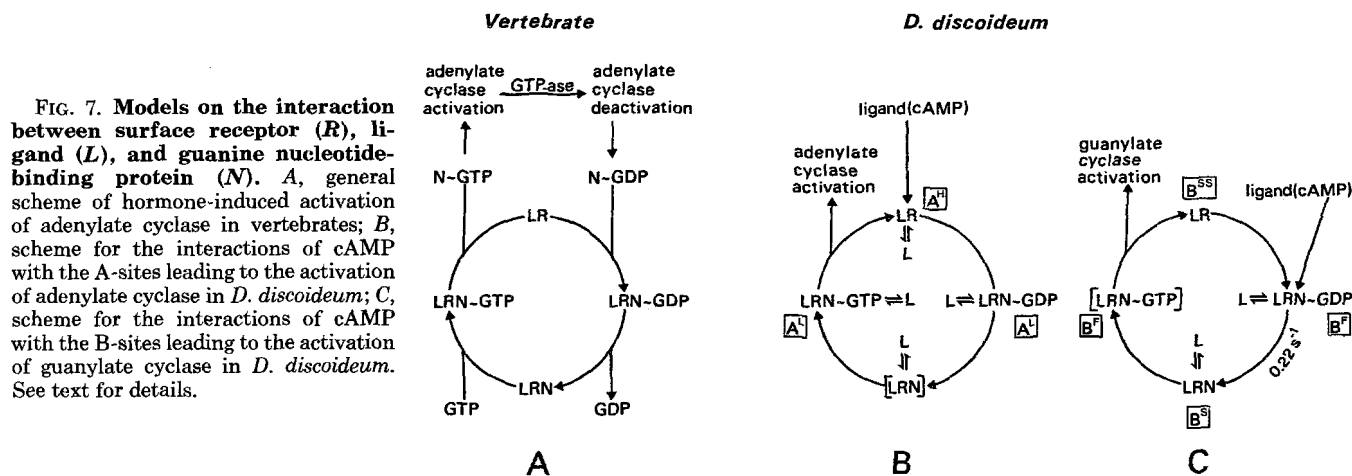 Vertebrate
D. discoideum
FIG. 7. Models on the interaction
between surface receptor (R), li-
gand (L), and guanine nucleotide-
binding protein (N). A, general
scheme of hormone-induced activation
of adenylate cyclase in vertebrates; B,
scheme for the interactions of cAMP
with the A-sites leading to the activation
of adenylate cyclase in D. discoideum; C,
scheme for the interactions of cAMP
with the B-sites leading to the activation
of guanylate cyclase in D. discoideum.
See text for details.
adenylate
cyclase
activation
GTP-ase
adenylate
cyclase
deactivation
N~GTP
N~GDP
LR
LRN~GTP
LRN~GDP
LRN
GTP
GDP
A
ligand(cAMP)
adenylate
cyclase
activation
A^H
LR
⇌
L
LRN~GTP⇌L
L⇌LRN~GDP
A^L
A^L
L
⇌
[LRN]
B
guanylate
cyclase
activation
B^SS
ligand(cAMP)
LR
[LRN~GTP]
L⇌LRN~GDP
B^F
B^F
L
⇌
LRN
0.22 s⁻¹
B^S
C